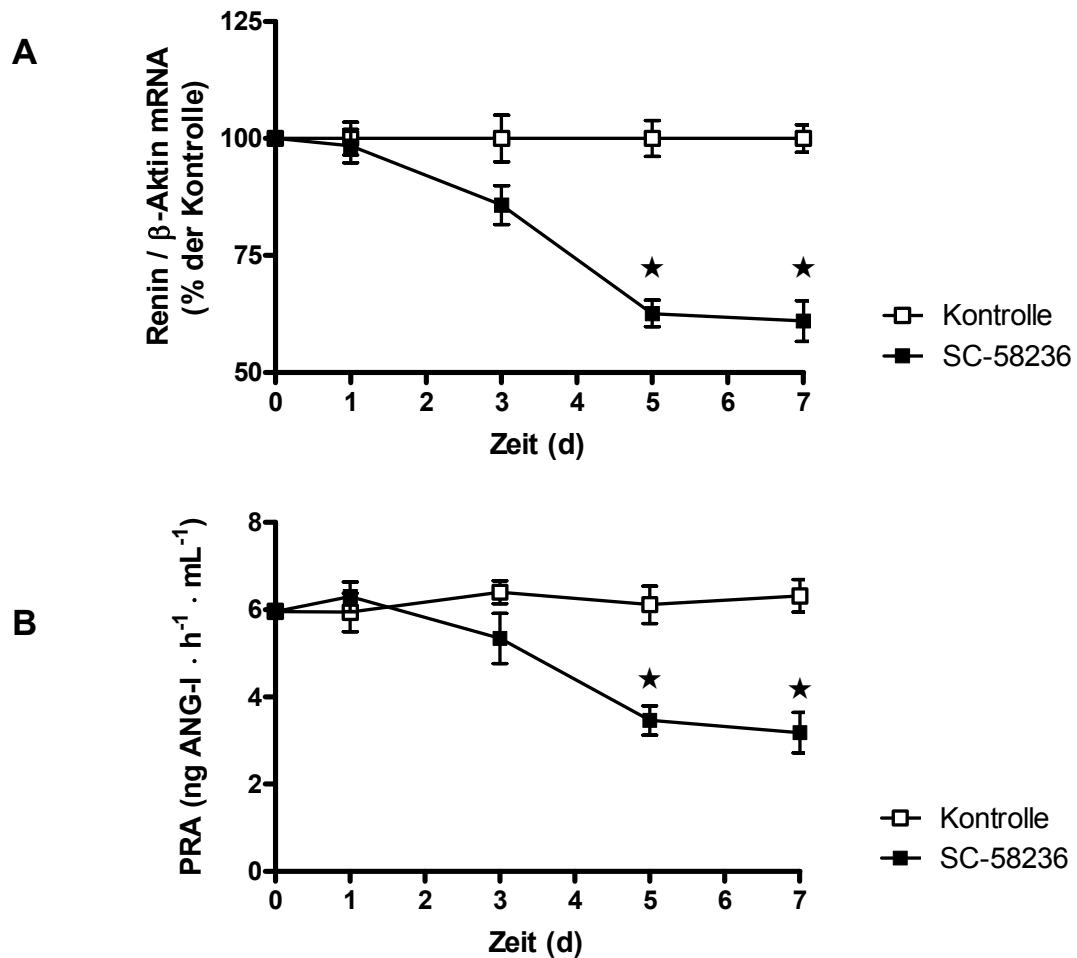 A
Renin / β-Aktin mRNA
(% der Kontrolle)
125
100
75
50
0 1 2 3 4 5 6 7
Zeit (d)
★ ★
Kontrolle
SC-58236
B
PRA (ng ANG-I · h⁻¹ · mL⁻¹)
8
6
4
2
0
0 1 2 3 4 5 6 7
Zeit (d)
★ ★
Kontrolle
SC-58236